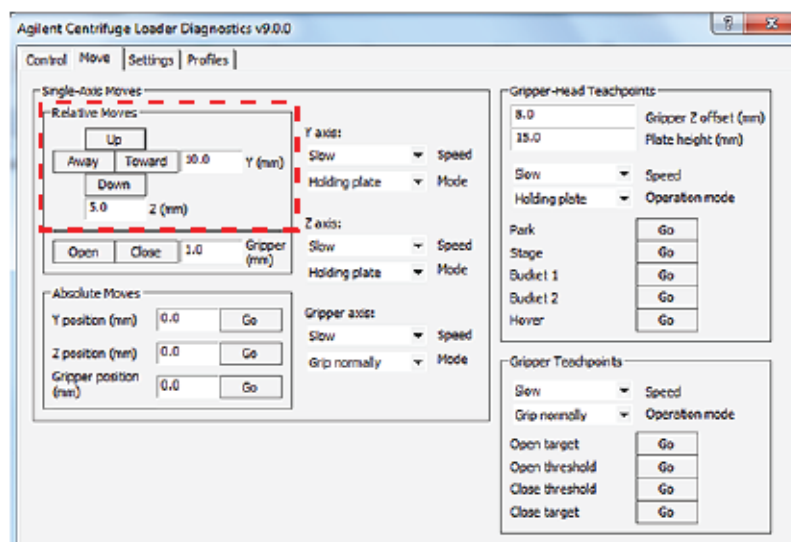 Agilent Centrifuge Loader Diagnostics v9.0.0
Control Move Settings Profiles
Single-Axis Moves
Relative Moves
Up
Away Toward 10.0 Y (mm)
Down
5.0 Z (mm)
Open Close 1.0 Gripper (mm)
Absolute Moves
Y position (mm) 0.0 Go
Z position (mm) 0.0 Go
Gripper position (mm) 0.0 Go
Y axis:
Slow Speed
Holding plate Mode
Z axis:
Slow Speed
Holding plate Mode
Gripper axis:
Slow Speed
Grip normally Mode
Gripper-Head Teachpoints
8.0 Gripper Z offset (mm)
15.0 Plate height (mm)
Slow Speed
Holding plate Operation mode
Park Go
Stage Go
Bucket 1 Go
Bucket 2 Go
Hover Go
Gripper Teachpoints
Slow Speed
Grip normally Operation mode
Open target Go
Open threshold Go
Close threshold Go
Close target Go